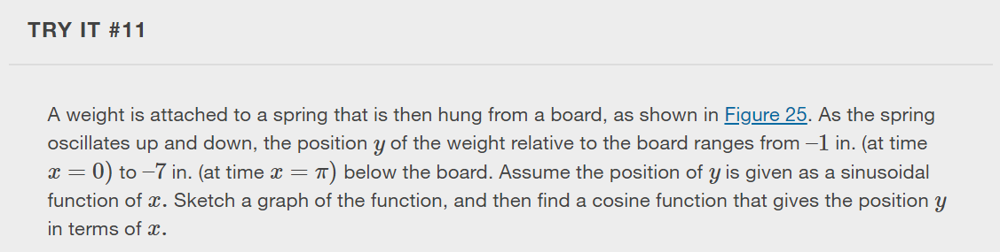 TRY IT #11
A weight is attached to a spring that is then hung from a board, as shown in Figure 25. As the spring
oscillates up and down, the position y of the weight relative to the board ranges from −1 in. (at time
x = 0) to −7 in. (at time x = π) below the board. Assume the position of y is given as a sinusoidal
function of x. Sketch a graph of the function, and then find a cosine function that gives the position y
in terms of x.